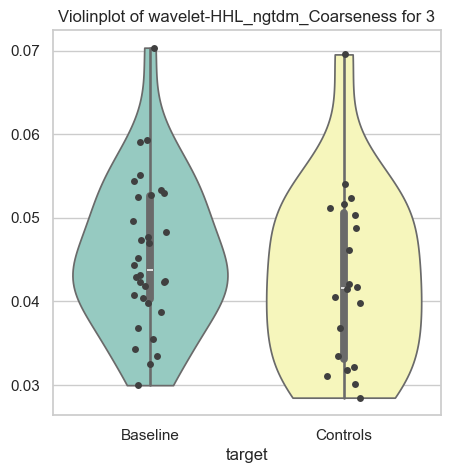 Violinplot of wavelet-HHL_ngtdm_Coarseness for 3
0.07
0.06
0.05
0.04
0.03
Baseline
Controls
target